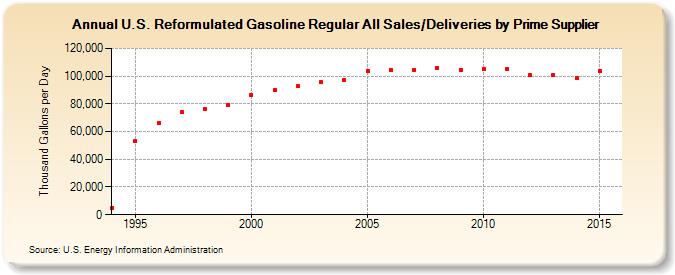 Annual U.S. Reformulated Gasoline Regular All Sales/Deliveries by Prime Supplier
Thousand Gallons per Day
120,000
100,000
80,000
60,000
40,000
20,000
0
1995 2000 2005 2010 2015
Source: U.S. Energy Information Administration